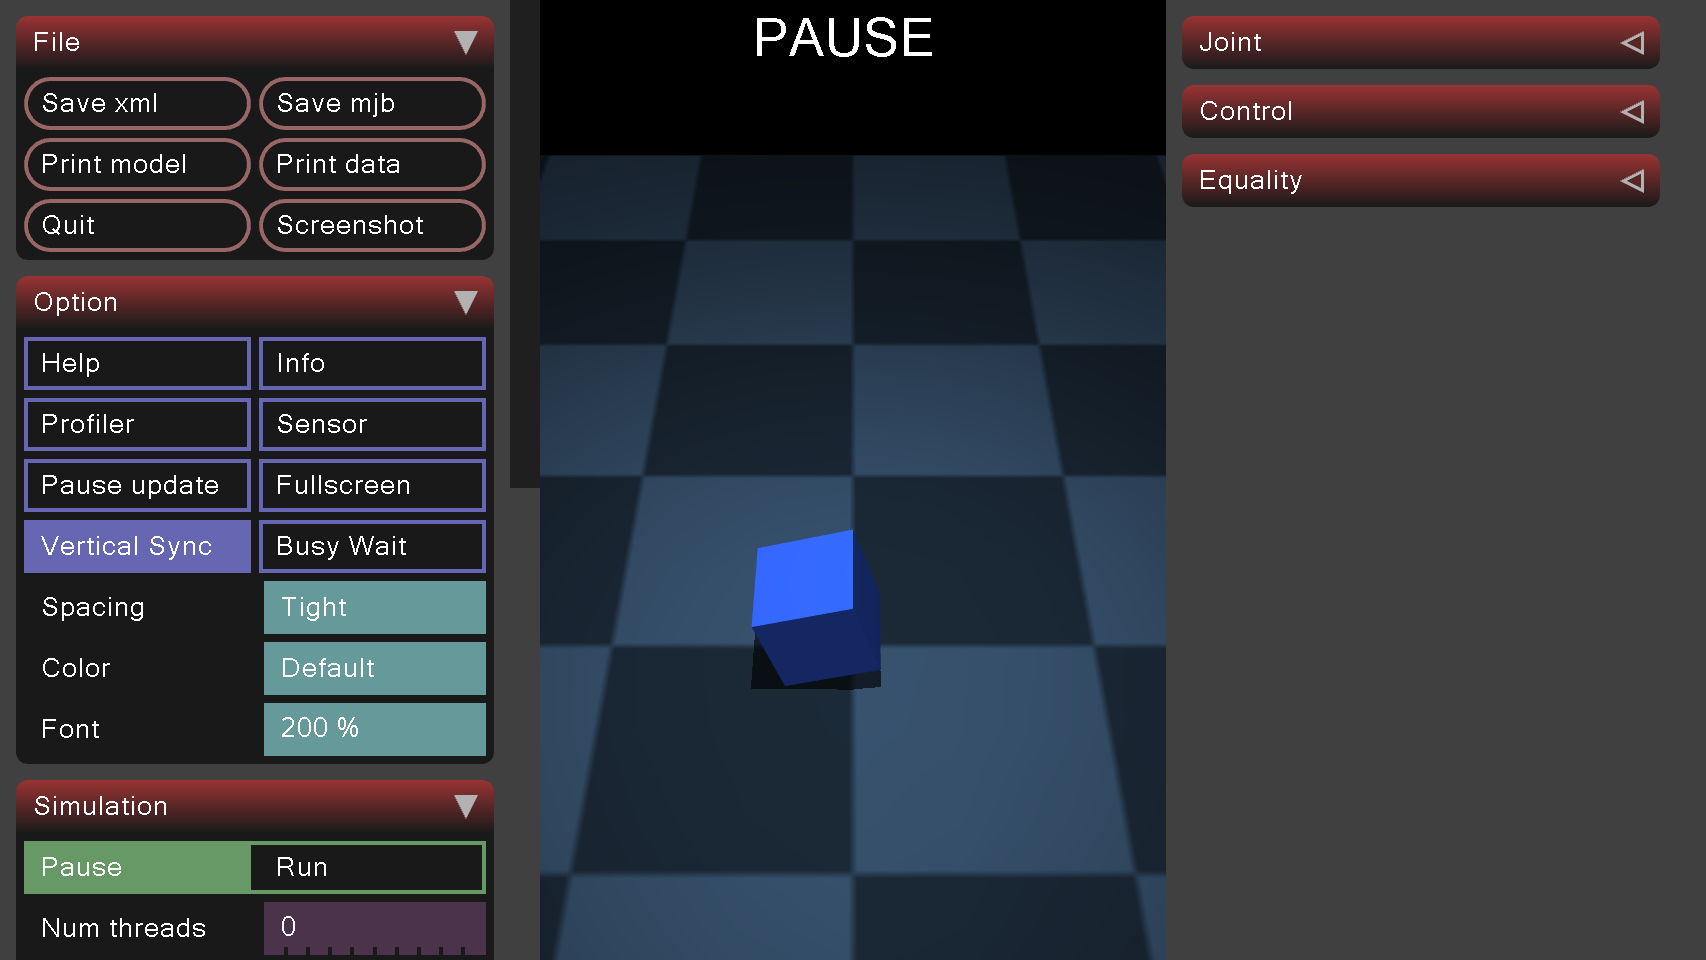 File
Save xml
Save mjb
Print model
Print data
Quit
Screenshot
Option
Help
Info
Profiler
Sensor
Pause update
Fullscreen
Vertical Sync
Busy Wait
Spacing
Tight
Color
Default
Font
200 %
Simulation
Pause
Run
Num threads
0
PAUSE
Joint
Control
Equality